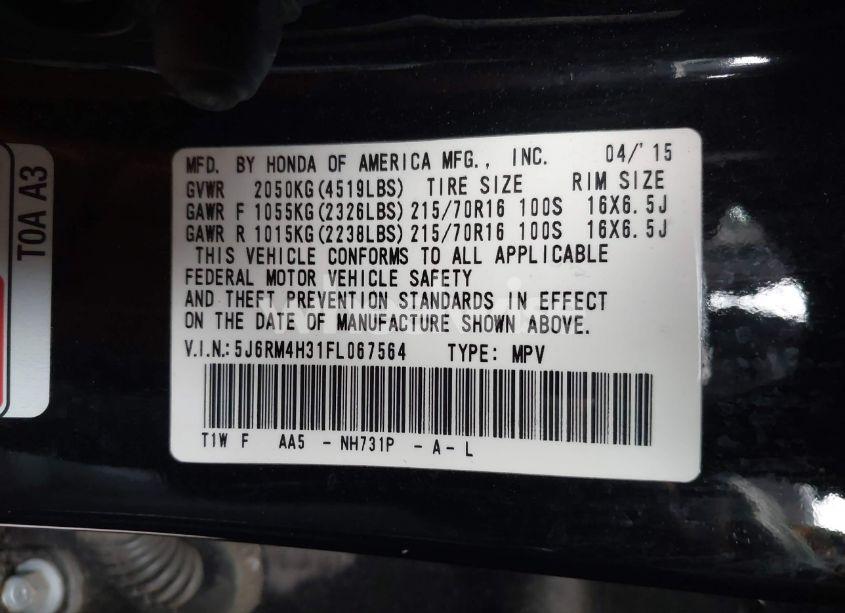 MFD. BY HONDA OF AMERICA MFG., INC. 04/'15
GVWR 2050KG(4519LBS) TIRE SIZE RIM SIZE
GAWR F 1055KG(2326LBS) 215/70R16 100S 16X6.5J
GAWR R 1015KG(2238LBS) 215/70R16 100S 16X6.5J
THIS VEHICLE CONFORMS TO ALL APPLICABLE
FEDERAL MOTOR VEHICLE SAFETY
AND THEFT PREVENTION STANDARDS IN EFFECT
ON THE DATE OF MANUFACTURE SHOWN ABOVE.
V.I.N.: 5J6RM4H31FL067564 TYPE: MPV
T1W F AA5 - NH731P - A - L
T0A A3